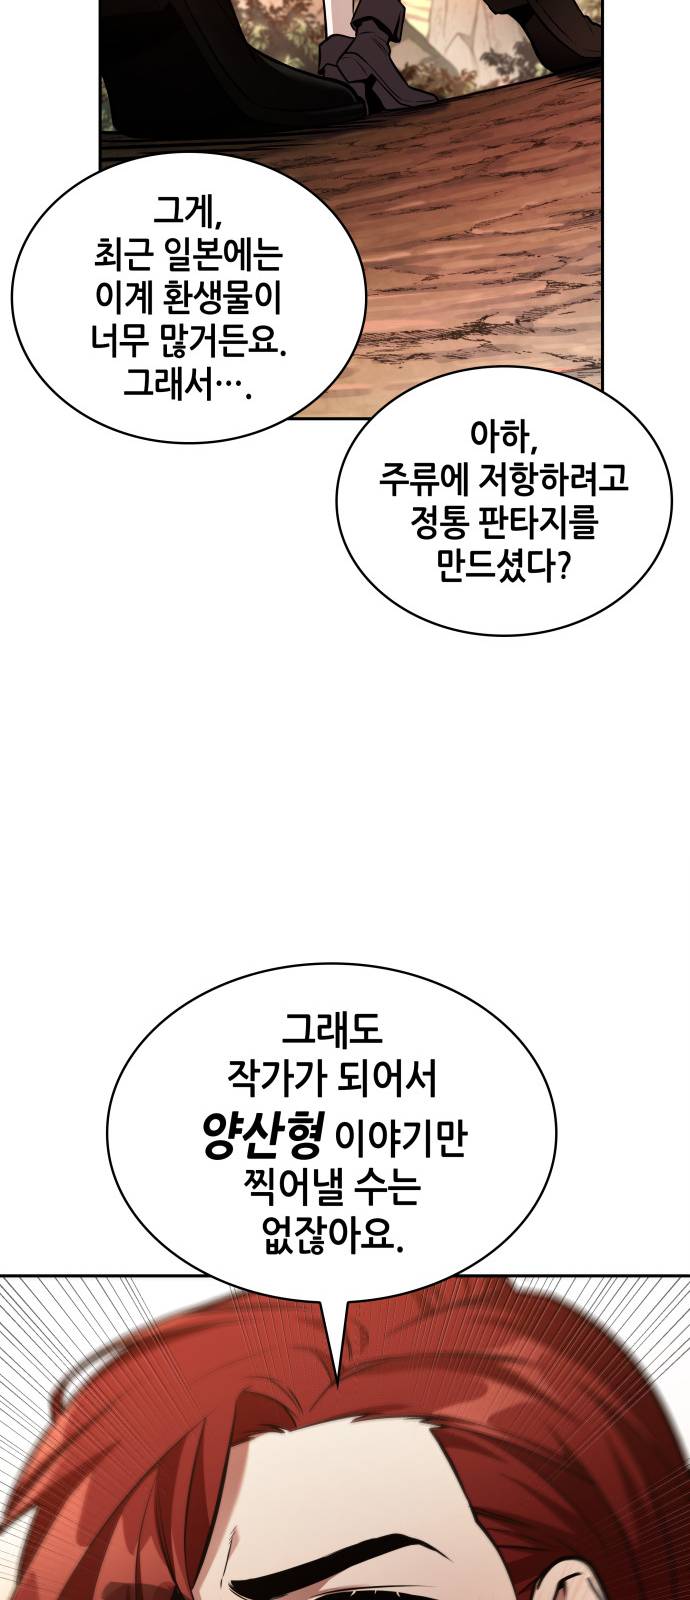 그게,
최근 일본에는
이계 환생물이
너무 많거든요.
그래서….
아하,
주류에 저항하려고
정통 판타지를
만드셨다?
그래도
작가가 되어서
양산형 이야기만
찍어낼 수는
없잖아요.